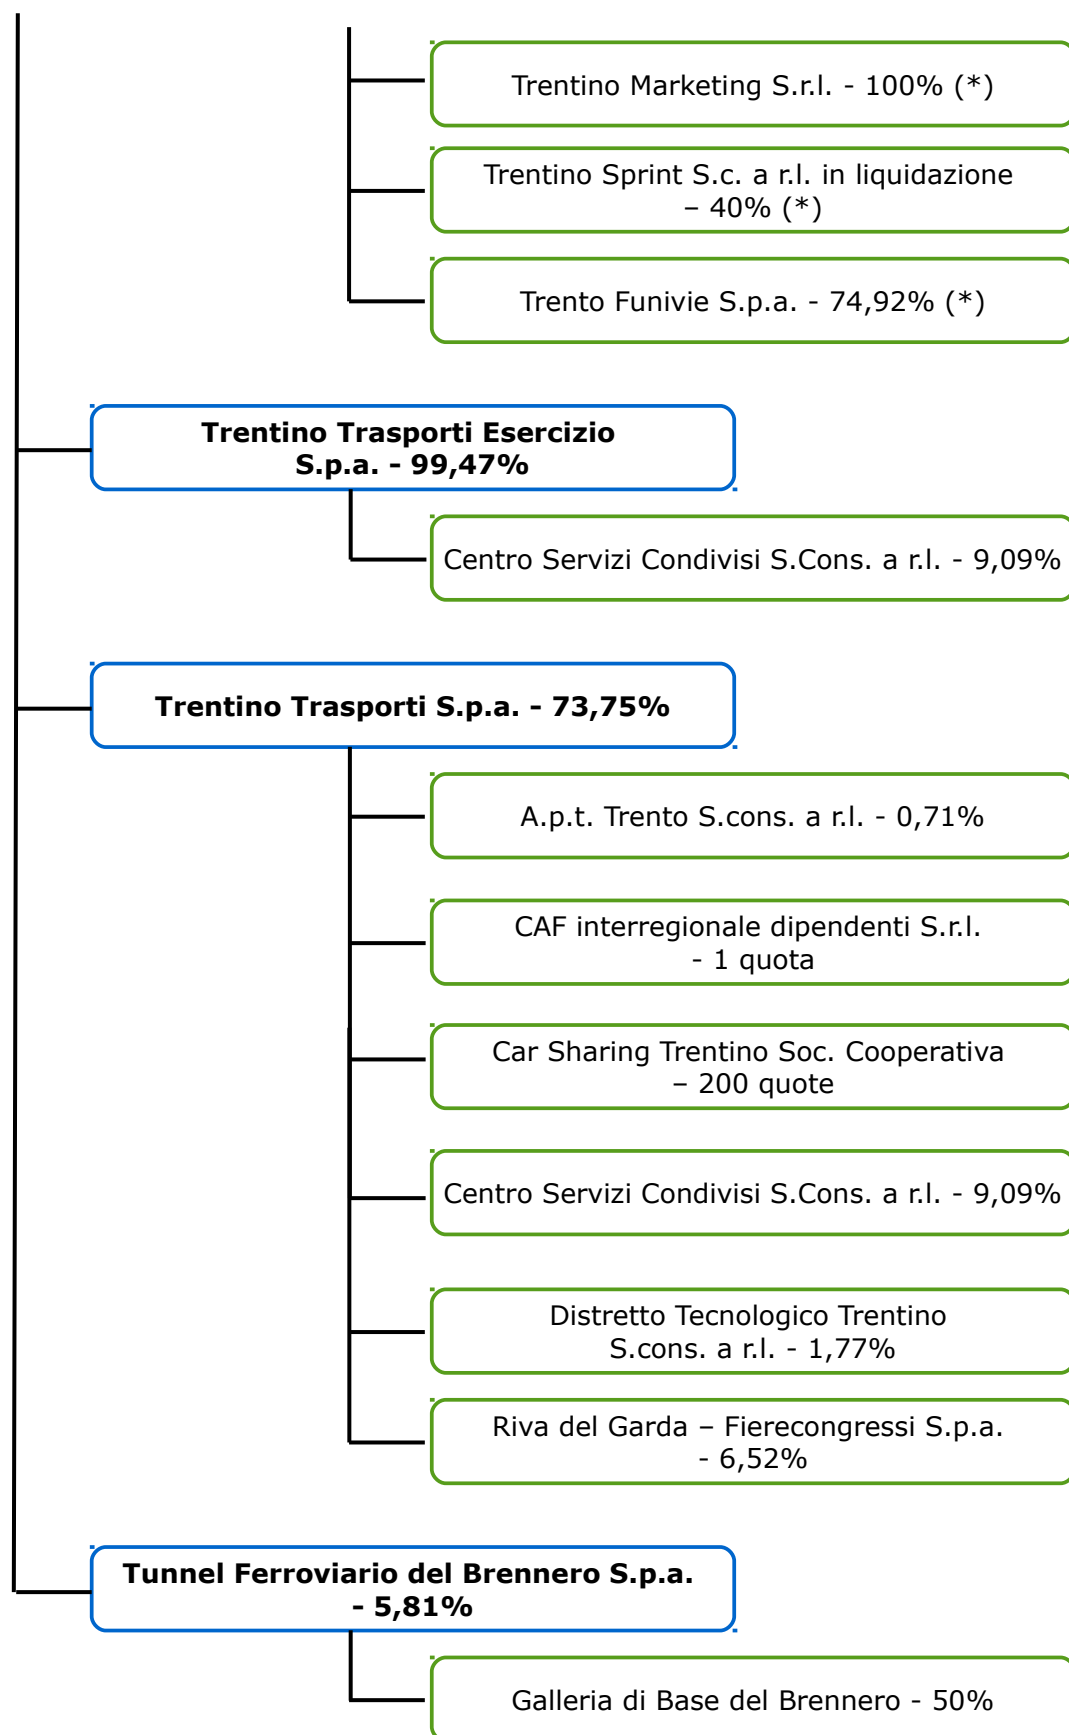 Trentino Marketing S.r.l. - 100% (*)
Trentino Sprint S.c. a r.l. in liquidazione
– 40% (*)
Trento Funivie S.p.a. - 74,92% (*)
Trentino Trasporti Esercizio
S.p.a. - 99,47%
Centro Servizi Condivisi S.Cons. a r.l. - 9,09%
Trentino Trasporti S.p.a. - 73,75%
A.p.t. Trento S.cons. a r.l. - 0,71%
CAF interregionale dipendenti S.r.l.
- 1 quota
Car Sharing Trentino Soc. Cooperativa
– 200 quote
Centro Servizi Condivisi S.Cons. a r.l. - 9,09%
Distretto Tecnologico Trentino
S.cons. a r.l. - 1,77%
Riva del Garda – Fierecongressi S.p.a.
- 6,52%
Tunnel Ferroviario del Brennero S.p.a.
- 5,81%
Galleria di Base del Brennero - 50%